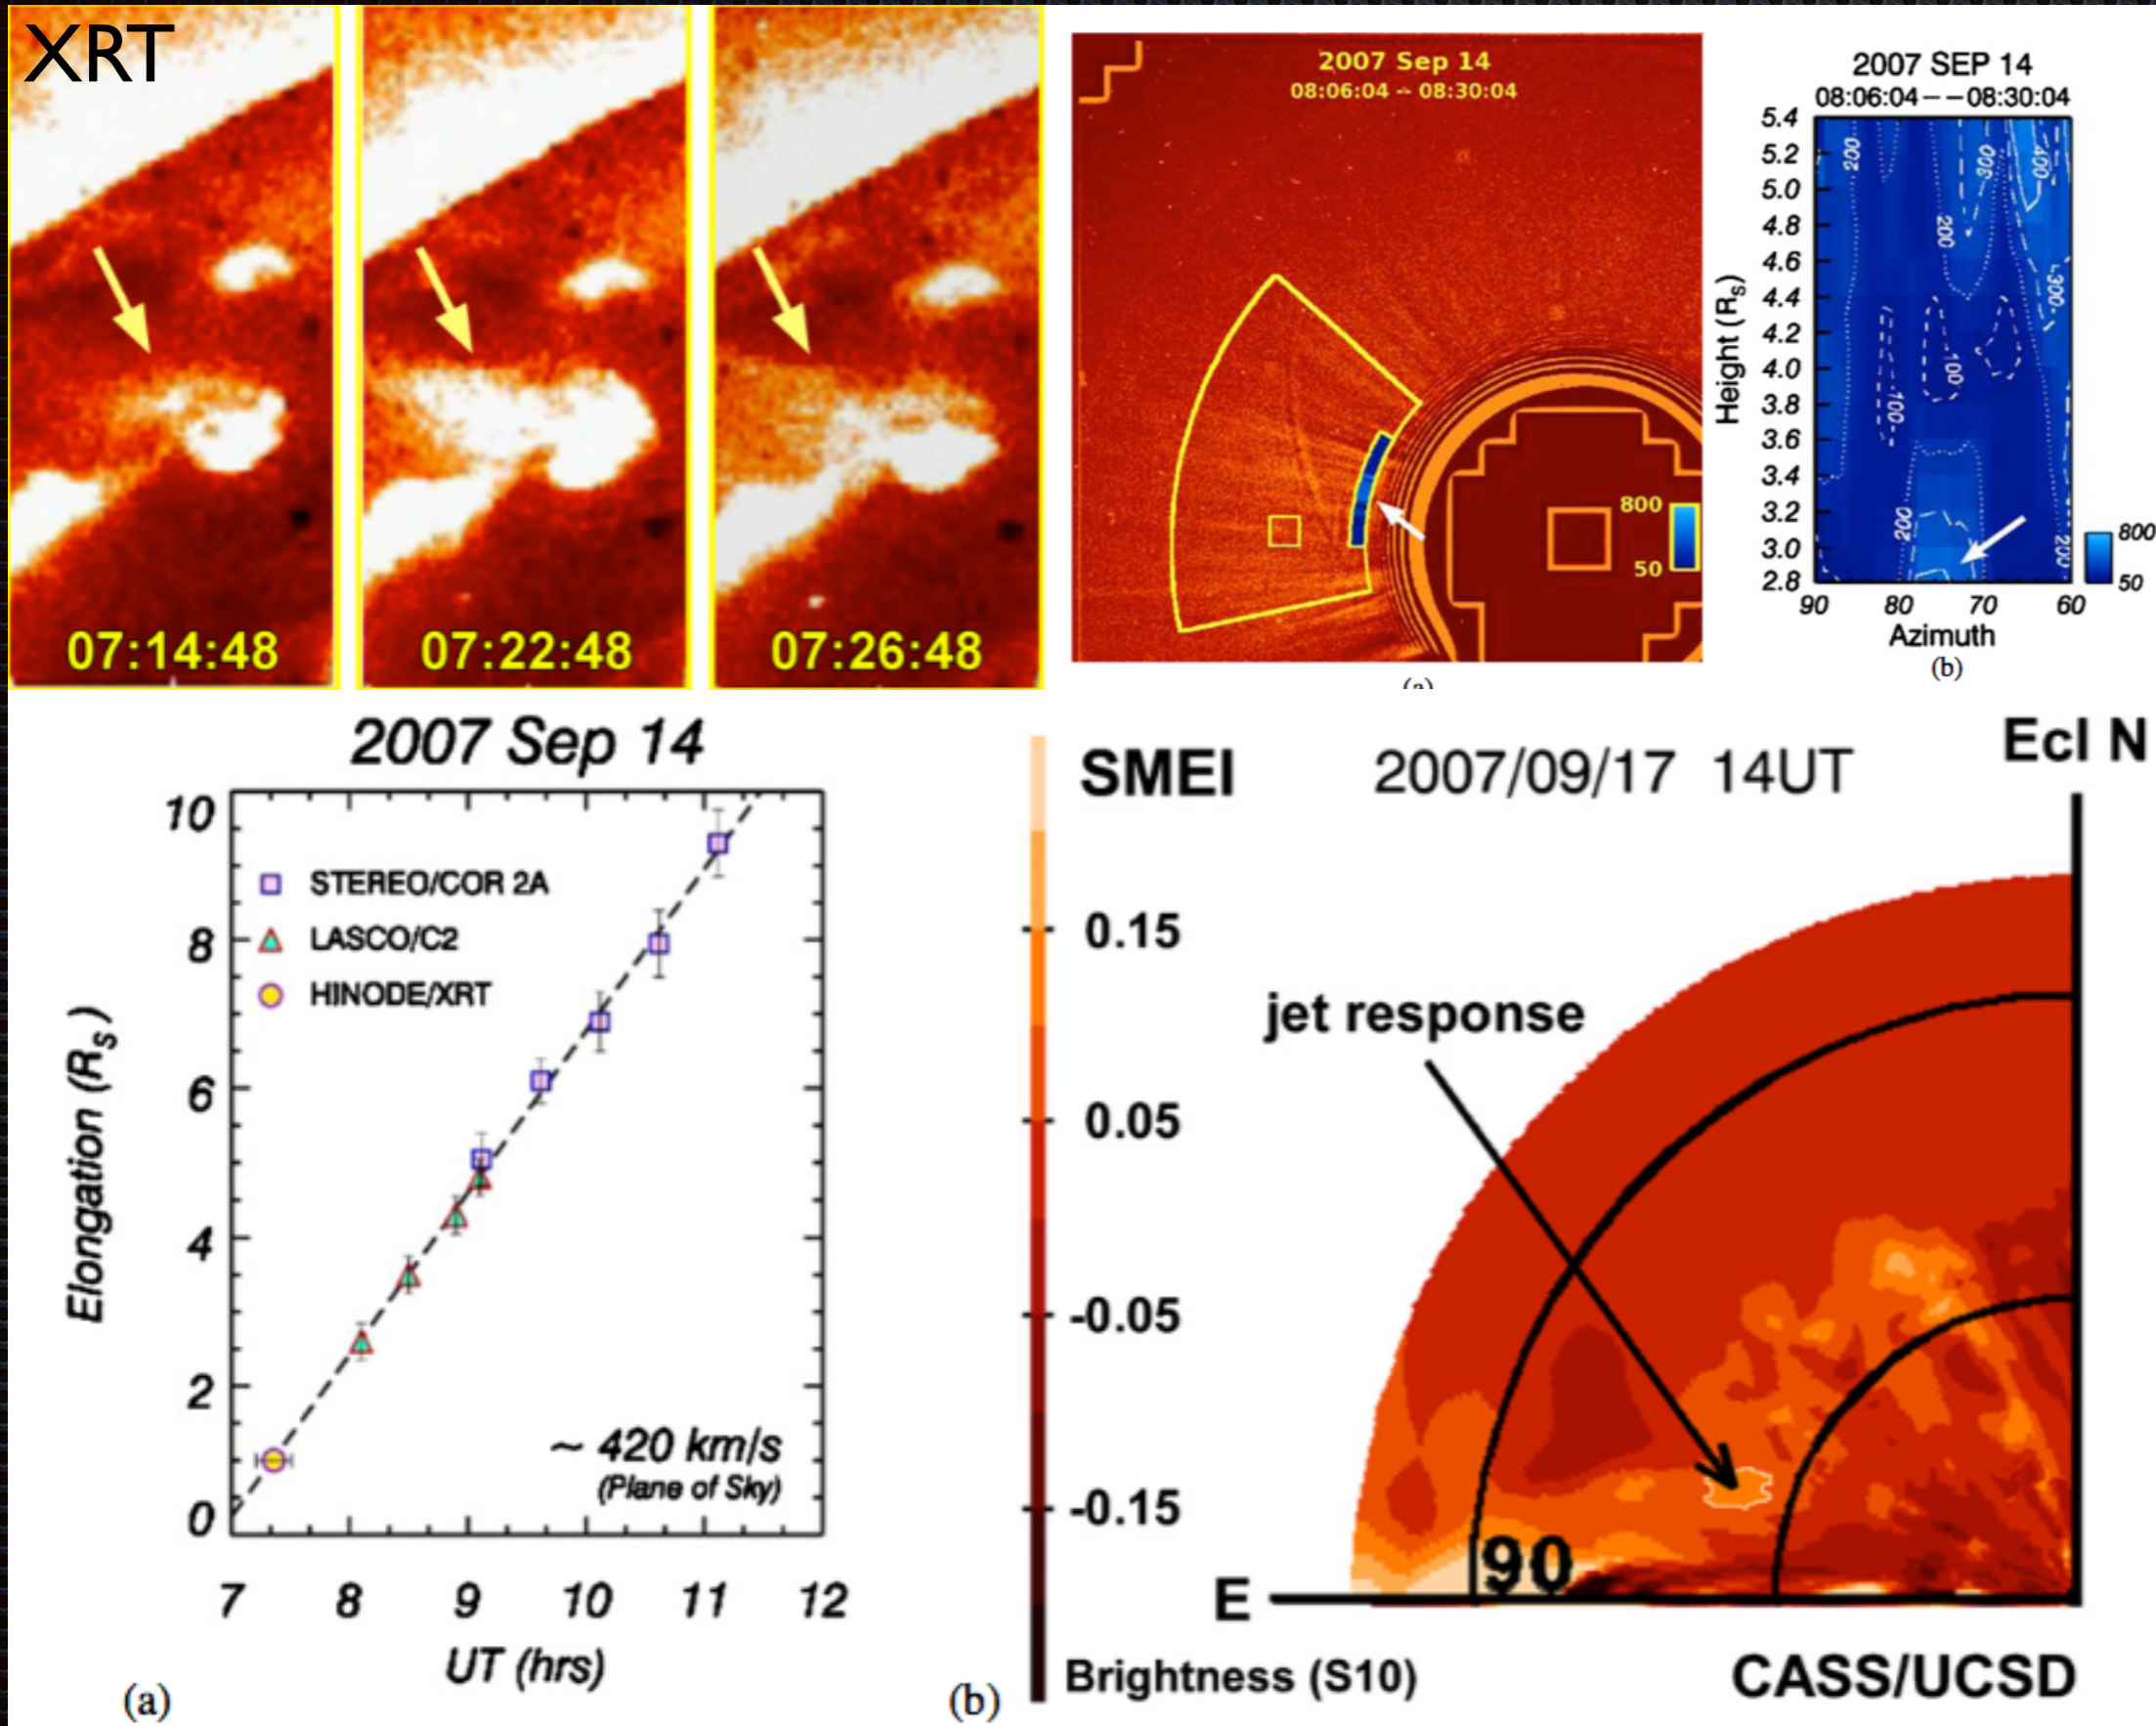 XRT
07:14:48
07:22:48
07:26:48
2007 Sep 14
08:06:04 -- 08:30:04
800
50
(a)
2007 SEP 14
08:06:04--08:30:04
5.4
5.2
5.0
4.8
4.6
4.4
4.2
4.0
3.8
3.6
3.4
3.2
3.0
2.8
Height (Rs)
200
300
400
200
300
100
100
200
200
90 80 70 60
Azimuth
800
50
(b)
2007 Sep 14
10
8
6
4
2
0
Elongation (Rs)
STEREO/COR 2A
LASCO/C2
HINODE/XRT
~ 420 km/s
(Plane of Sky)
7 8 9 10 11 12
UT (hrs)
(a)
SMEI 2007/09/17 14UT
Ecl N
0.15
0.05
-0.05
-0.15
jet response
90
E
Brightness (S10)
CASS/UCSD
(b)